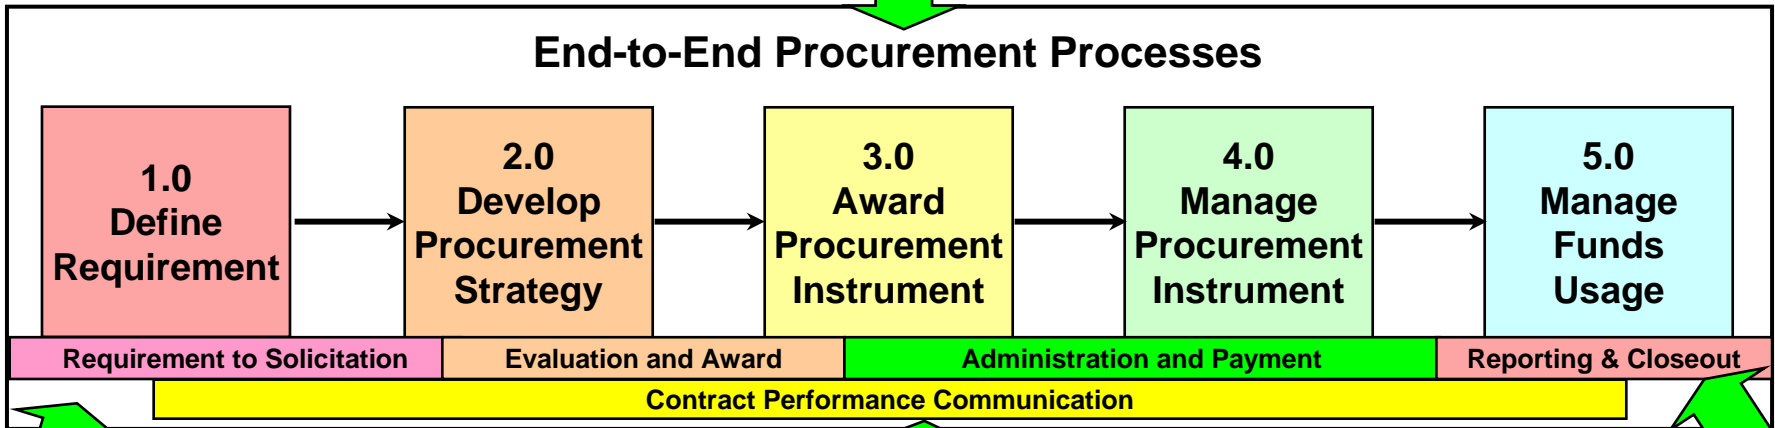 End-to-End Procurement Processes
1.0
Define
Requirement
2.0
Develop
Procurement
Strategy
3.0
Award
Procurement
Instrument
4.0
Manage
Procurement
Instrument
5.0
Manage
Funds
Usage
Requirement to Solicitation
Evaluation and Award
Administration and Payment
Reporting & Closeout
Contract Performance Communication